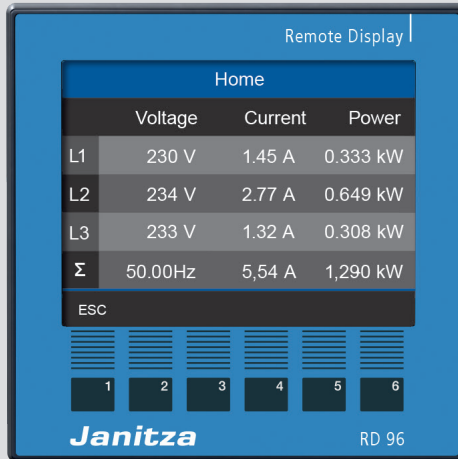 Remote Display
Home
Voltage Current Power
L1 230 V 1.45 A 0.333 kW
L2 234 V 2.77 A 0.649 kW
L3 233 V 1.32 A 0.308 kW
Σ 50.00Hz 5,54 A 1,290 kW
ESC
1 2 3 4 5 6
Janitza RD 96